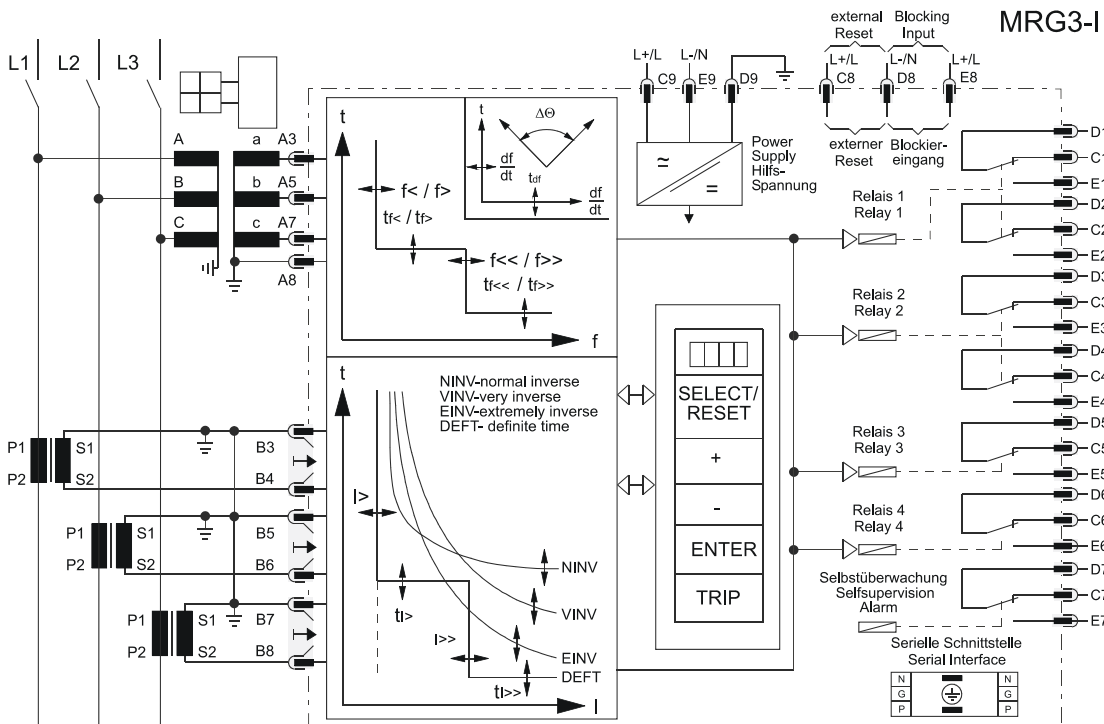 MRG3-I
external
Reset
Blocking
Input
L+/L
L-/N
L+/L
C8
D8
E8
externer
Reset
Blockier-
eingang
L+/L
L-/N
C9
E9
D9
Power
Supply
Hilfs-
Spannung
≃
=
L1
L2
L3
A
B
C
a
b
c
A3
A5
A7
A8
t
f< / f>
tf< / tf>
f<< / f>>
tf<< / tf>>
f
t
ΔΘ
df
dt
tdf
df
dt
t
NINV-normal inverse
VINV-very inverse
EINV-extremely inverse
DEFT- definite time
I>
tI>
I>>
tI>>
NINV
VINV
EINV
DEFT
I
P1
P2
S1
S2
B3
B4
P1
P2
S1
S2
B5
B6
P1
P2
S1
S2
B7
B8
SELECT/
RESET
+
-
ENTER
TRIP
Relais 1
Relay 1
Relais 2
Relay 2
Relais 3
Relay 3
Relais 4
Relay 4
Selbstüberwachung
Selfsupervision
Alarm
D1
C1
E1
D2
C2
E2
D3
C3
E3
D4
C4
E4
D5
C5
E5
D6
C6
E6
D7
C7
E7
Serielle Schnittstelle
Serial Interface
N
G
P
N
G
P